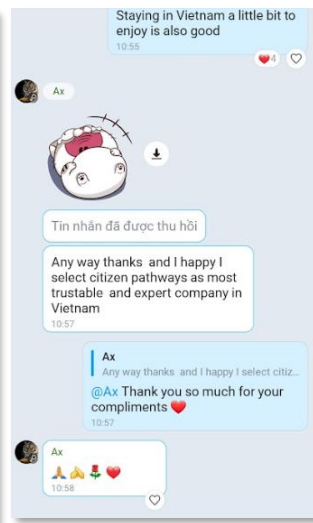 Staying in Vietnam a little bit to
enjoy is also good
10:55
4
Ax
Tin nhắn đã được thu hồi
Any way thanks and I happy I
select citizen pathways as most
trustable and expert company in
Vietnam
10:57
Ax
Any way thanks and I happy I select citiz...
@Ax Thank you so much for your
compliments ❤️
10:57
Ax
🙏🙏🌹❤️
10:58